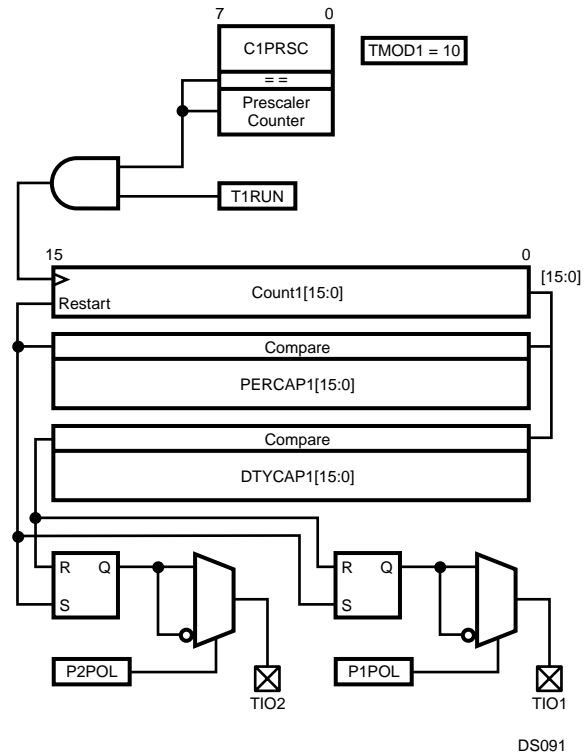 7 0
C1PRSC
TMOD1 = 10
= =
Prescaler
Counter
T1RUN
15 0
[15:0]
Count1[15:0]
Restart
Compare
PERCAP1[15:0]
Compare
DTYCAP1[15:0]
R Q R Q
S S
P2POL P1POL
TIO2 TIO1
DS091